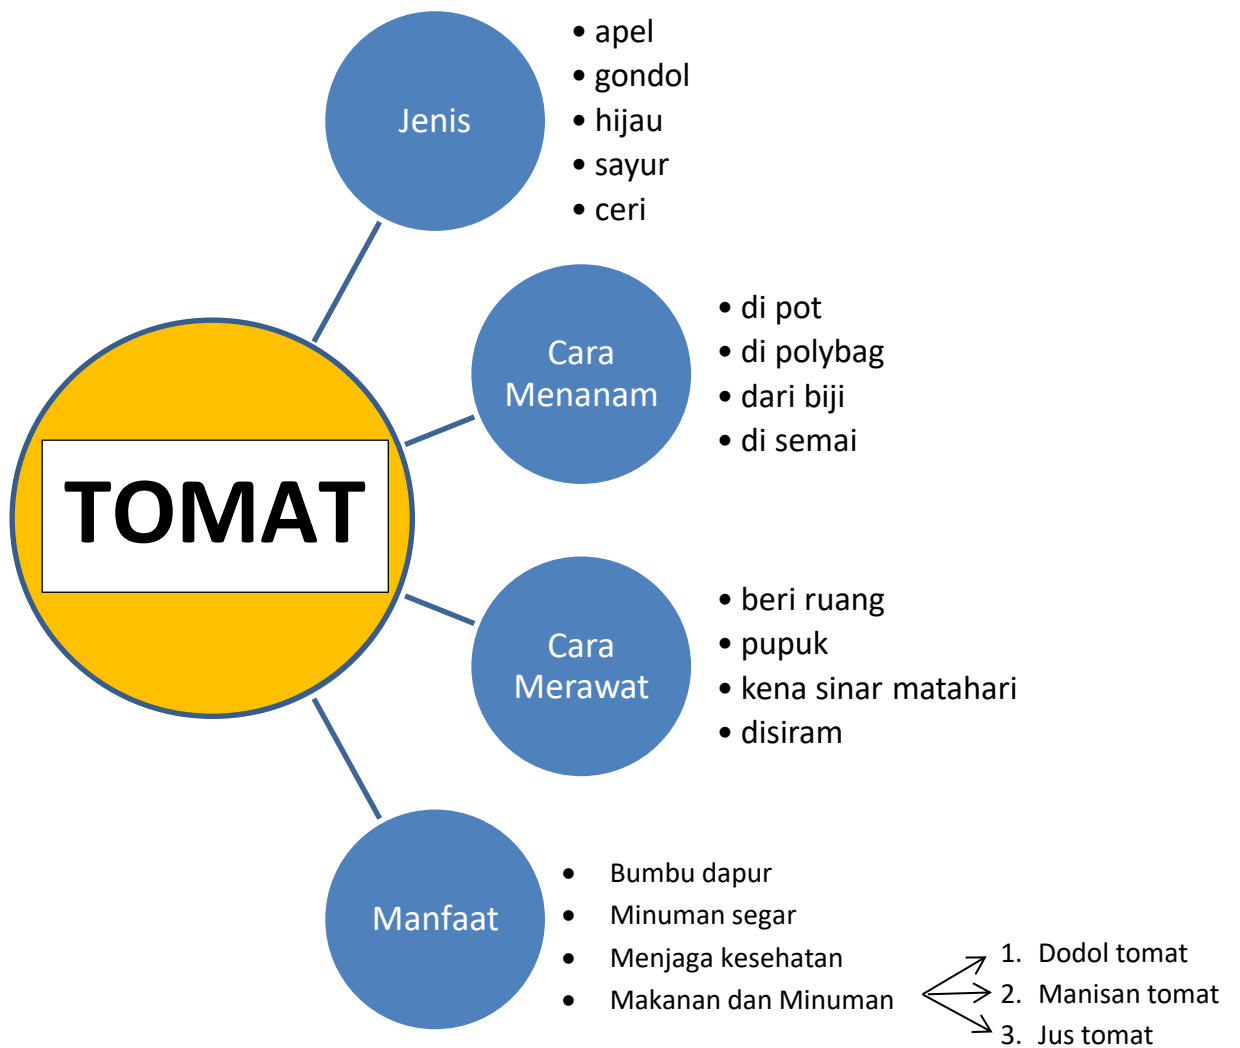 TOMAT
Jenis
• apel
• gondol
• hijau
• sayur
• ceri
Cara
Menanam
• di pot
• di polybag
• dari biji
• di semai
Cara
Merawat
• beri ruang
• pupuk
• kena sinar matahari
• disiram
Manfaat
• Bumbu dapur
• Minuman segar
• Menjaga kesehatan
• Makanan dan Minuman
1. Dodol tomat
2. Manisan tomat
3. Jus tomat